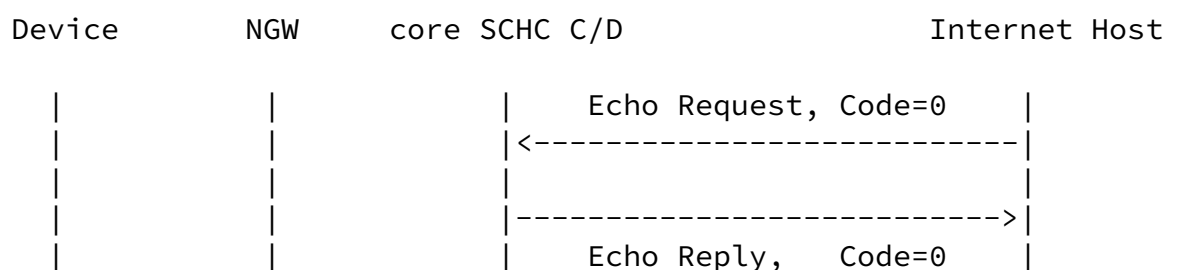 Device NGW core SCHC C/D Internet Host
| | | Echo Request, Code=0 |
| | |<---------------------------|
| | | |
| | |--------------------------->|
| | | Echo Reply, Code=0 |